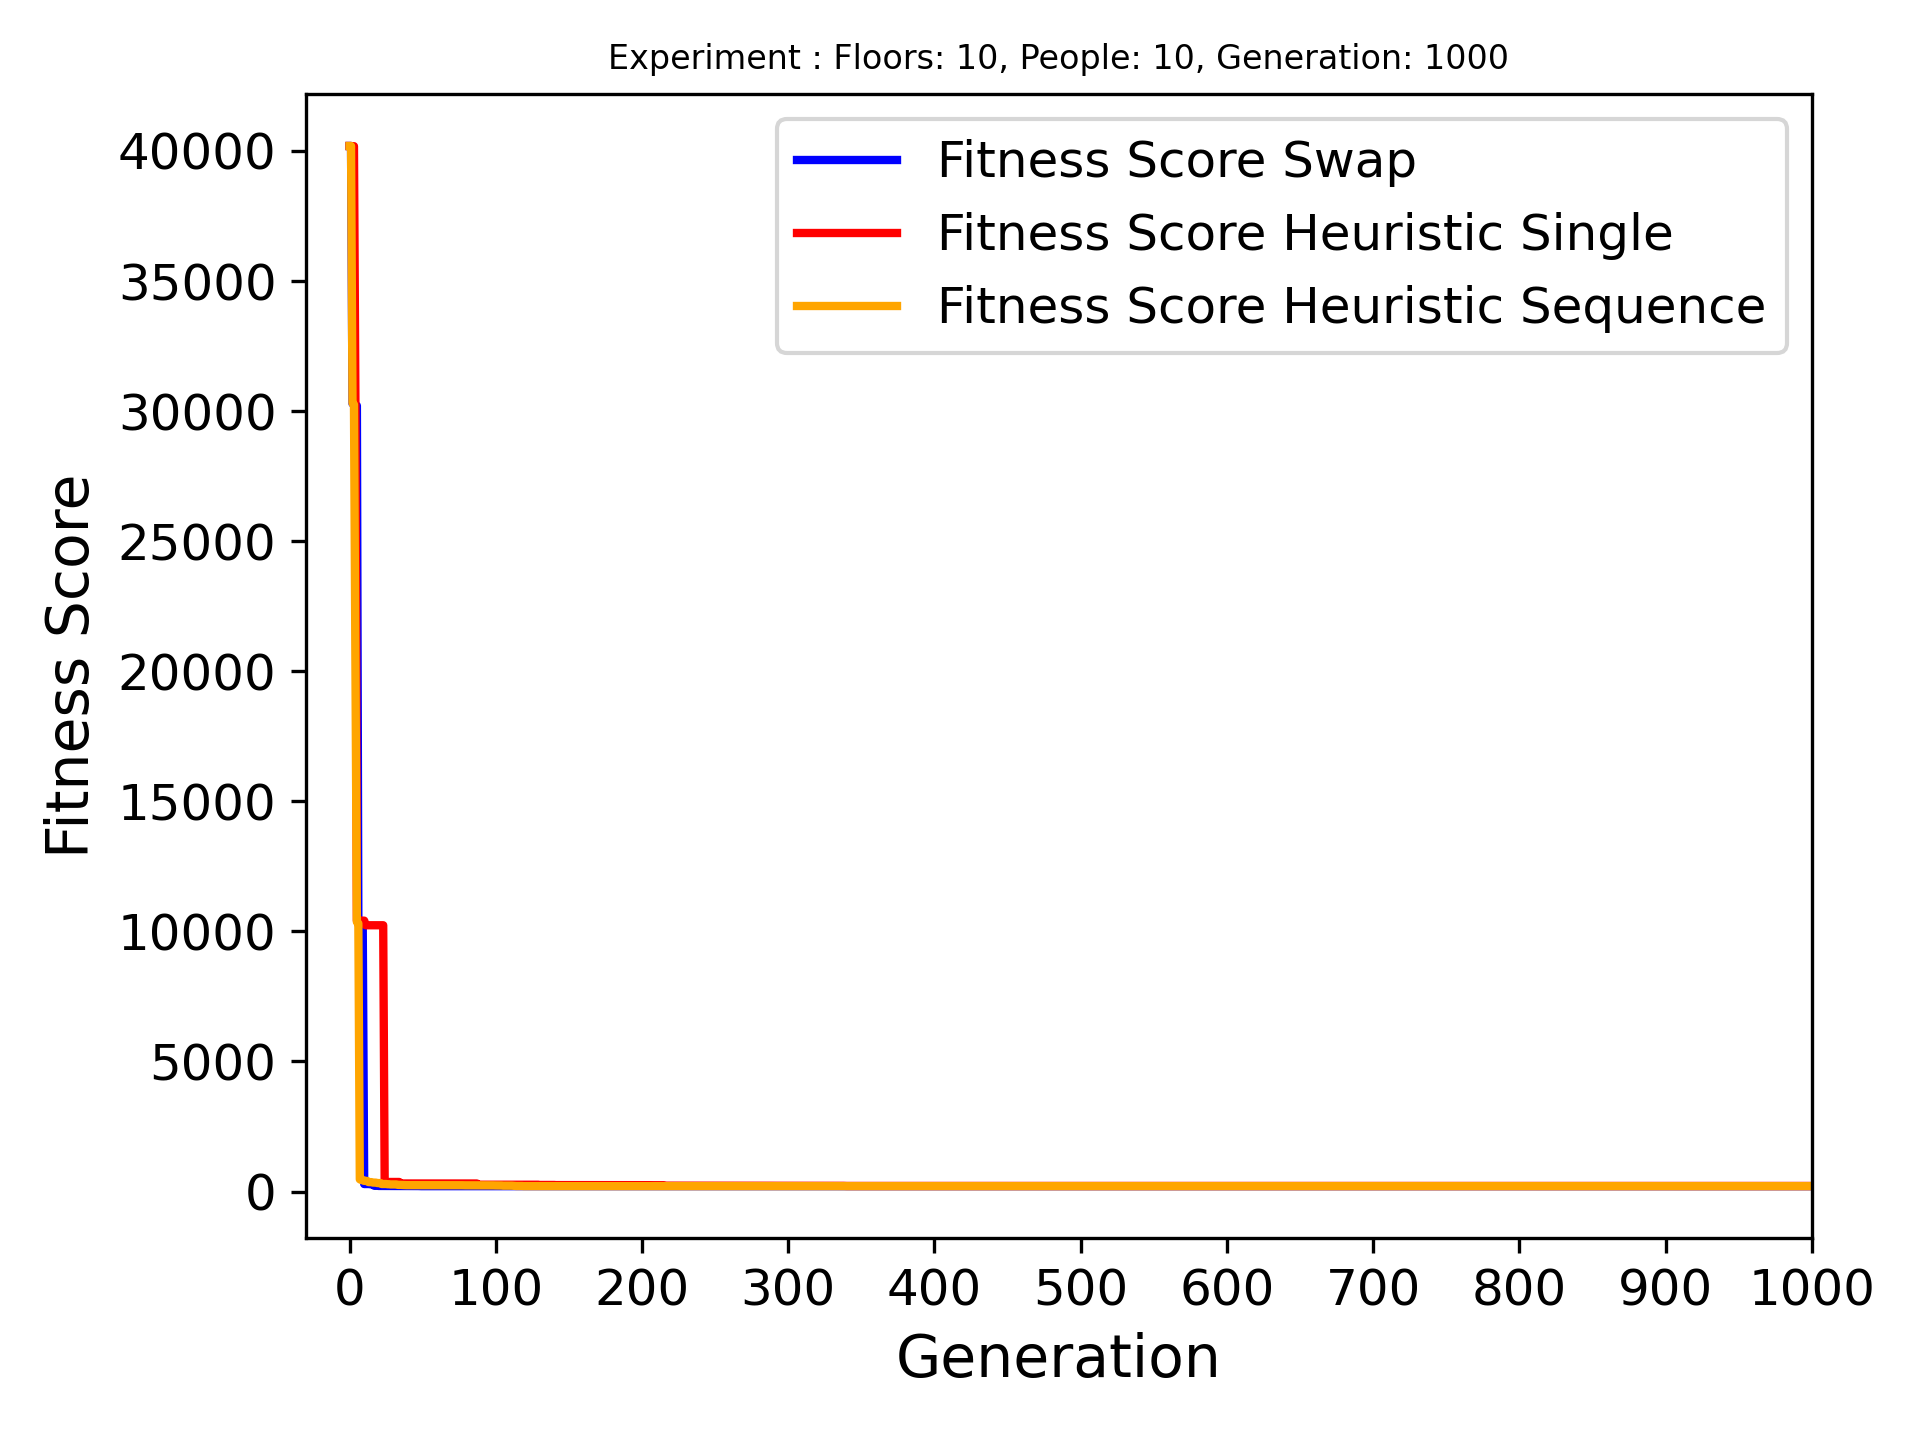 Experiment : Floors: 10, People: 10, Generation: 1000
Fitness Score Swap
Fitness Score Heuristic Single
Fitness Score Heuristic Sequence
Fitness Score
40000
35000
30000
25000
20000
15000
10000
5000
0
0 100 200 300 400 500 600 700 800 900 1000
Generation